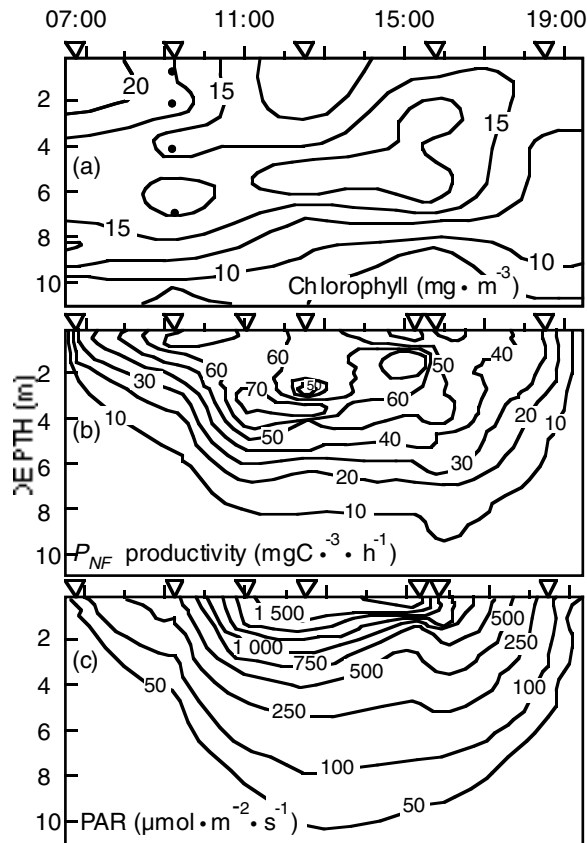 07:00 11:00 15:00 19:00
20 15
2
15
4
(a)
6
15
8
10 10
10 Chlorophyll (mg · m⁻³)
60 50 40
2 60 50
30 70 60
4
10 50 40 20
(b) 30 10
6
20
8 10
10 P_NF productivity (mgC · ⁻³ · h⁻¹)
DEPTH (m)
1 500 500
2 1 000 250
(c) 750 500
4 50 100
250
6
8 100
50
10 PAR (µmol · m⁻² · s⁻¹)